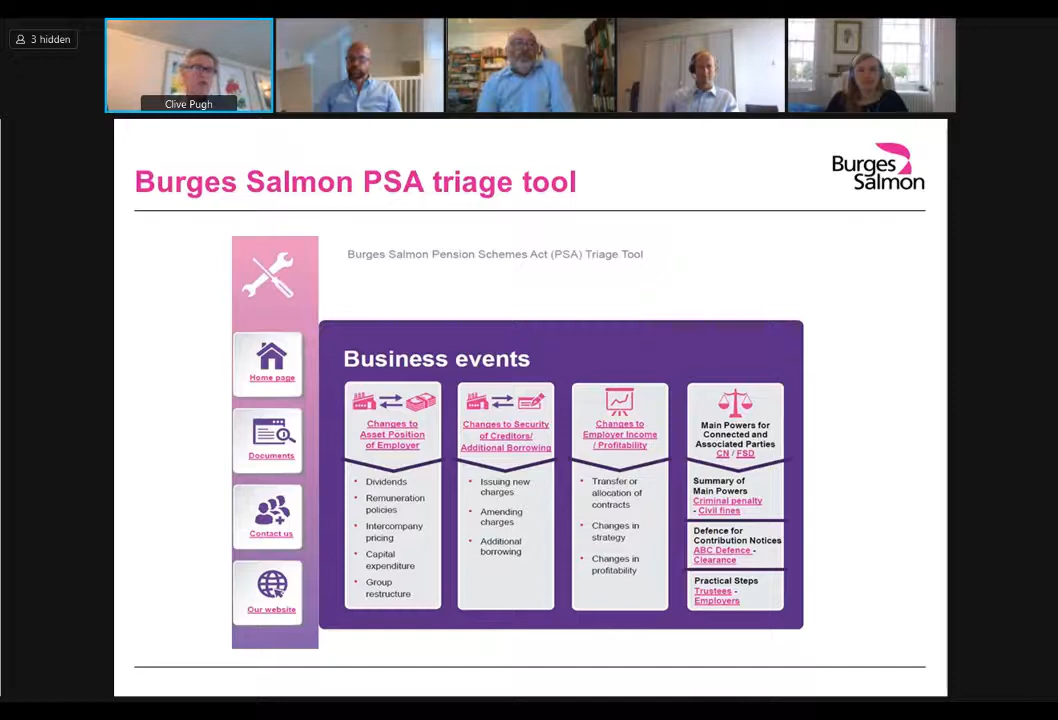 3 hidden
Clive Pugh
Burges Salmon PSA triage tool
Burges
Salmon
Burges Salmon Pension Schemes Act (PSA) Triage Tool
Home page
Documents
Contact us
Our website
Business events
Changes to
Asset Position
of Employer
Dividends
Remuneration
policies
Intercompany
pricing
Capital
expenditure
Group
restructure
Changes to Security
of Creditors/
Additional Borrowing
Issuing new
charges
Amending
charges
Additional
borrowing
Changes to
Employer Income
/ Profitability
Transfer or
allocation of
contracts
Changes in
strategy
Changes in
profitability
Main Powers for
Connected and
Associated Parties
CN / FSD
Summary of
Main Powers
Criminal penalty
- Civil fines
Defence for
Contribution Notices
ABC Defence -
Clearance
Practical Steps
Trustees -
Employers